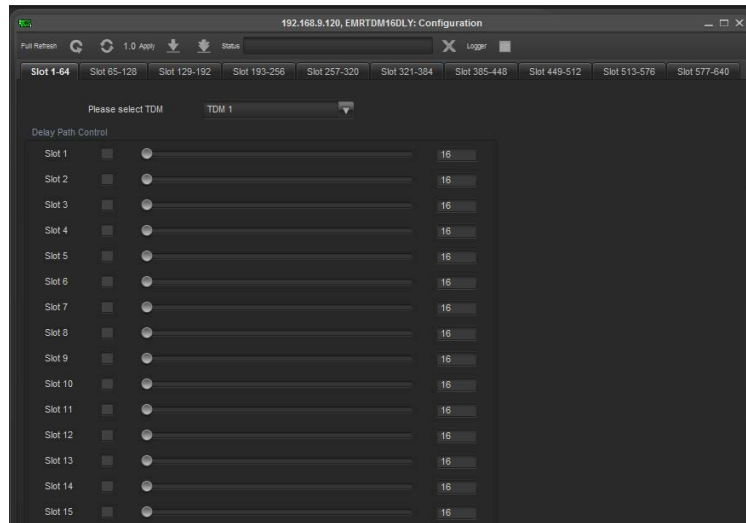 192.168.9.120, EMRTDM16DLY: Configuration
Full Refresh 1.0 Apply Status Logger
Slot 1-64 Slot 65-128 Slot 129-192 Slot 193-256 Slot 257-320 Slot 321-384 Slot 385-448 Slot 449-512 Slot 513-576 Slot 577-640
Please select TDM TDM 1
Delay Path Control
Slot 1 16
Slot 2 16
Slot 3 16
Slot 4 16
Slot 5 16
Slot 6 16
Slot 7 16
Slot 8 16
Slot 9 16
Slot 10 16
Slot 11 16
Slot 12 16
Slot 13 16
Slot 14 16
Slot 15 16